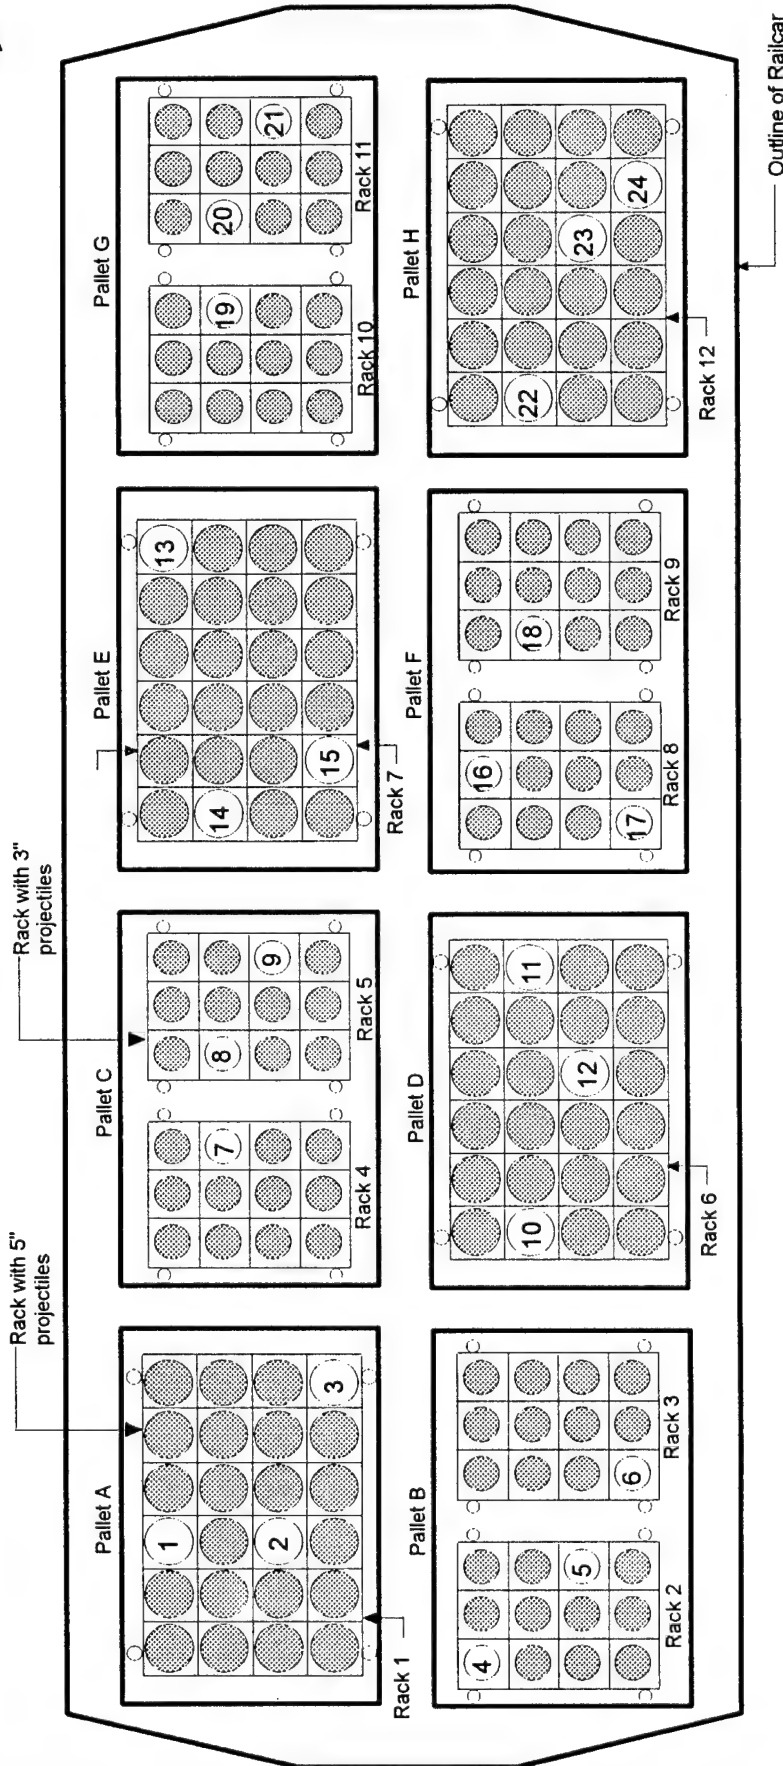 Rack with 5"
projectiles
Rack with 3"
projectiles
Pallet A
1
2
3
Rack 1
Pallet C
7
8
9
Rack 4
Rack 5
Pallet E
13
14
15
Rack 7
Pallet G
19
20
21
Rack 10
Rack 11
Pallet B
4
5
6
Rack 2
Rack 3
Pallet D
10
11
12
Rack 6
Pallet F
16
18
17
Rack 8
Rack 9
Pallet H
22
23
24
Rack 12
Outline of Railcar